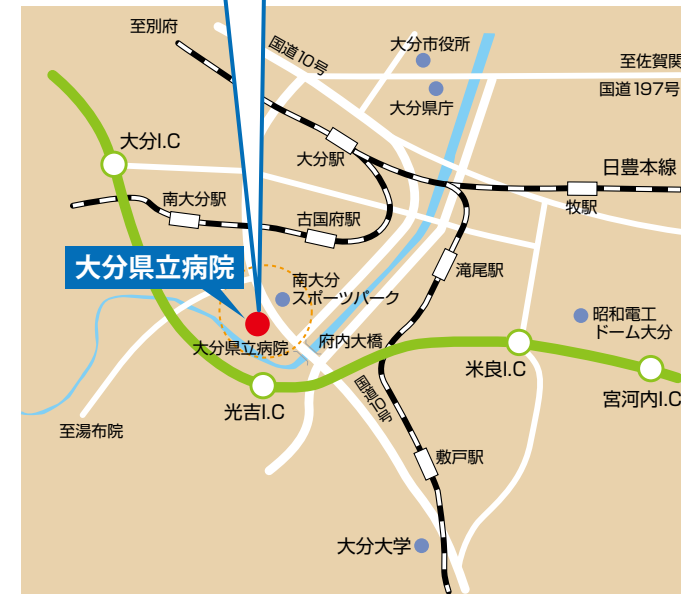 至別府
国道10号
大分市役所
至佐賀関
国道197号
大分県庁
大分I.C
大分駅
日豊本線
南大分駅
古国府駅
牧駅
大分県立病院
南大分
スポーツパーク
滝尾駅
昭和電工
ドーム大分
大分県立病院
府内大橋
米良I.C
光吉I.C
国道10号
宮河内I.C
至湯布院
敷戸駅
大分大学